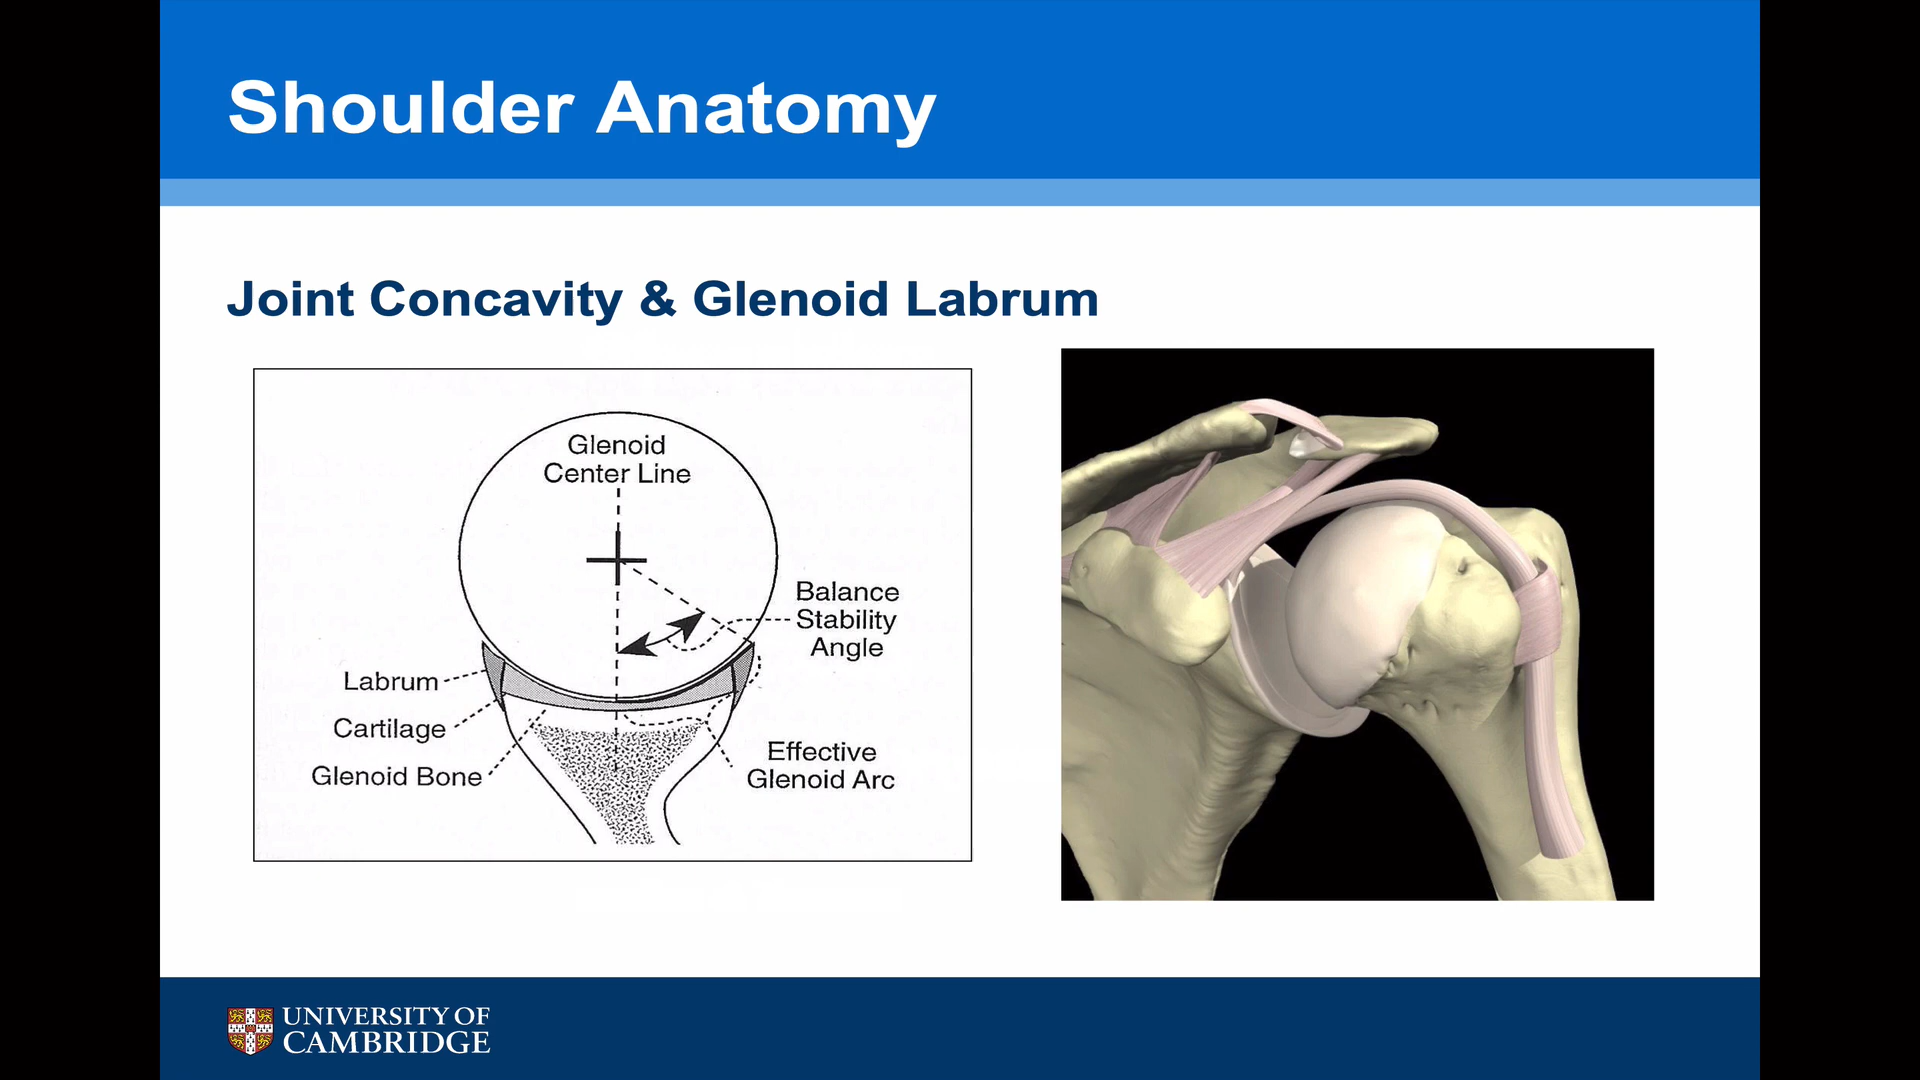 Shoulder Anatomy
Joint Concavity & Glenoid Labrum
Glenoid
Center Line
Balance
Stability
Angle
Labrum
Cartilage
Glenoid Bone
Effective
Glenoid Arc
UNIVERSITY OF
CAMBRIDGE